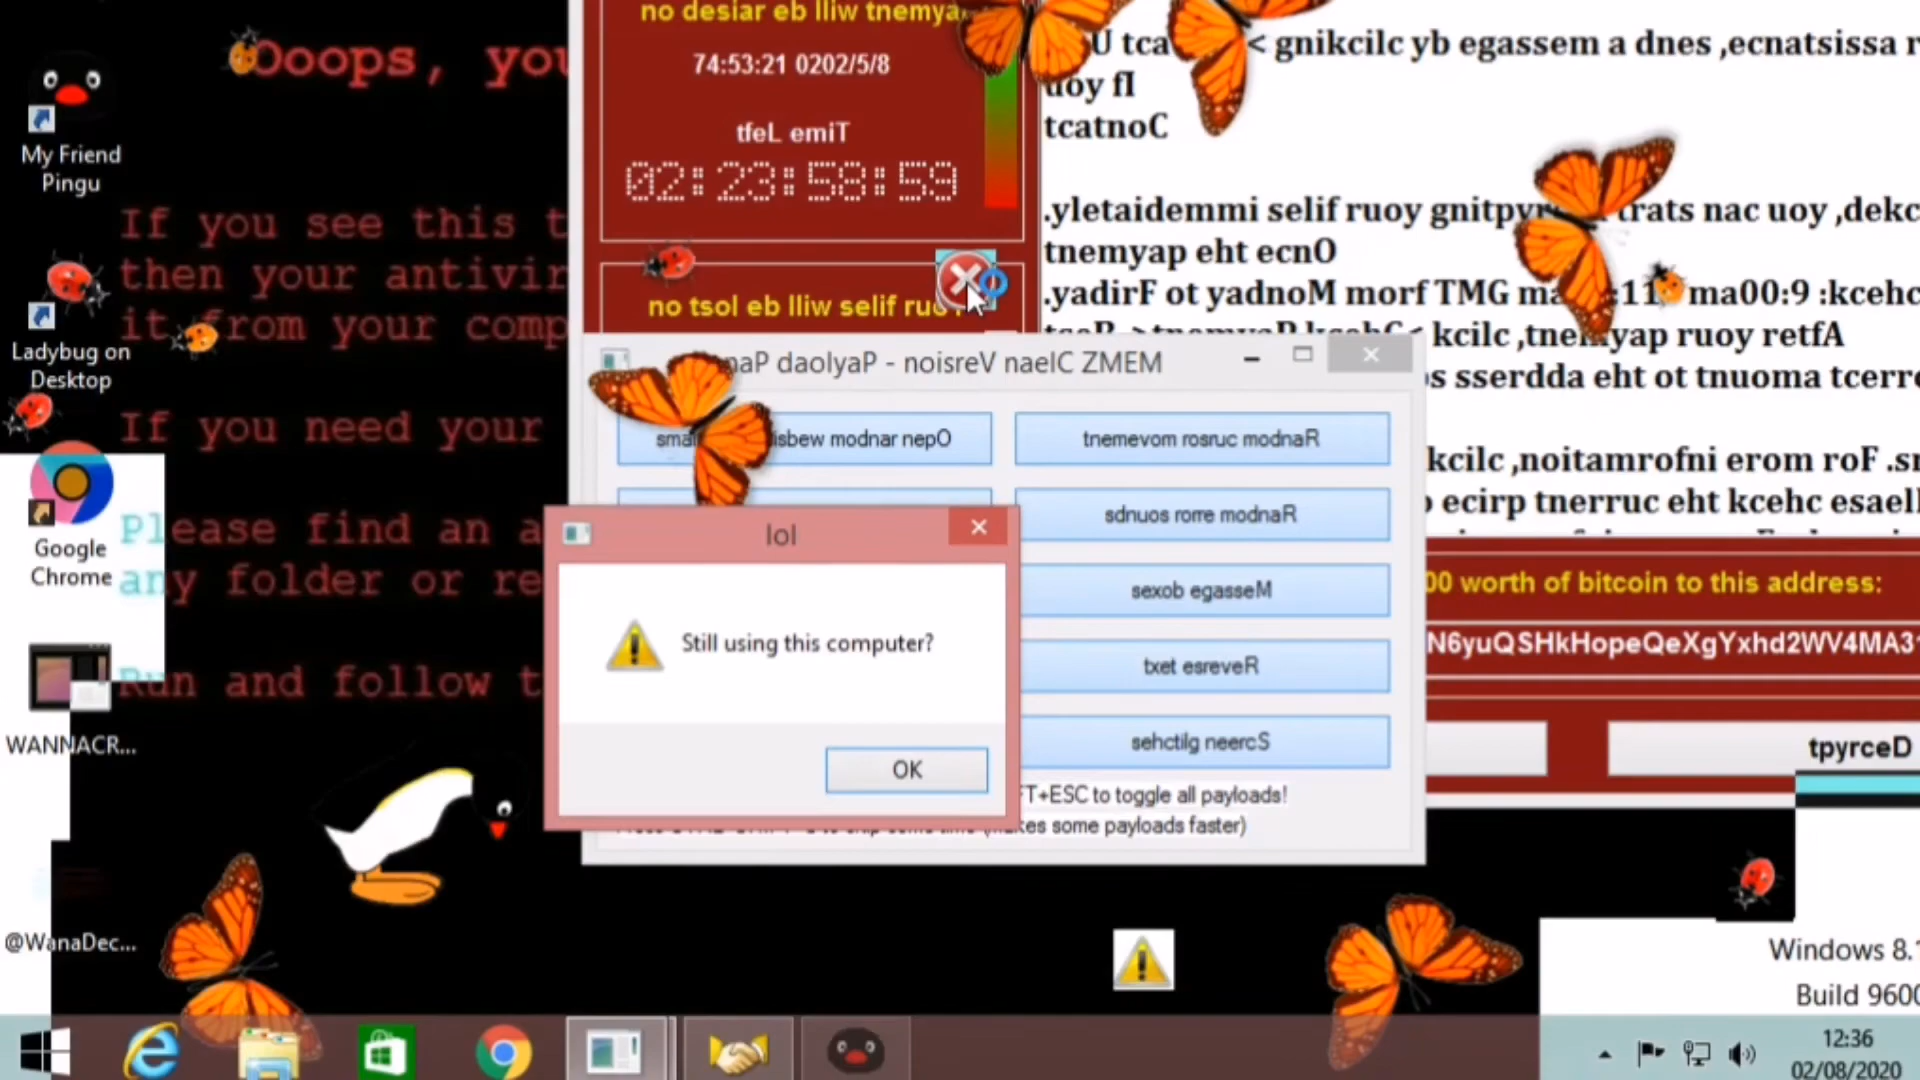 My Friend
Pingu
Ladybug on
Desktop
Google
Chrome
WANNACR...
@WanaDec...
Ooops, you
If you see this t
then your antivir
it from your comp
If you need your
Please find an a
any folder or re
Run and follow t
no desiar eb lliw tnemya
74:53:21 0202/5/8
tfeL emiT
02:23:58:59
no tsol eb lliw selif
U tca < gnikcilc yb egassem a dnes ,ecnatsissa r
uoy fI
tcatnoC
.yletaidemmi selif ruoy gnitpyr trats nac uoy ,dekc
tnemyap eht ecnO
.yadirF ot yadnoM morf TMG ma :11 ma00:9 :kcehc
kcilc ,tnemyap ruoy retfA
s sserdda eht ot tnuoma tcerr
kcilc ,noitamrofni erom roF .s
ecirp tnerruc eht kcehc esael
naP daolyaP - noisreV naelC ZMEM
sbew modnar nepO
tnemevom rosruc modnaR
sdnuos rorre modnaR
sexob egasseM
txet esreveR
sehctilg neercS
FT+ESC to toggle all payloads!
some payloads faster)
lol
Still using this computer?
OK
00 worth of bitcoin to this address:
N6yuQSHkHopeQeXgYxhd2WV4MA3
tpyrceD
Windows 8.1
Build 9600
12:36
02/08/2020